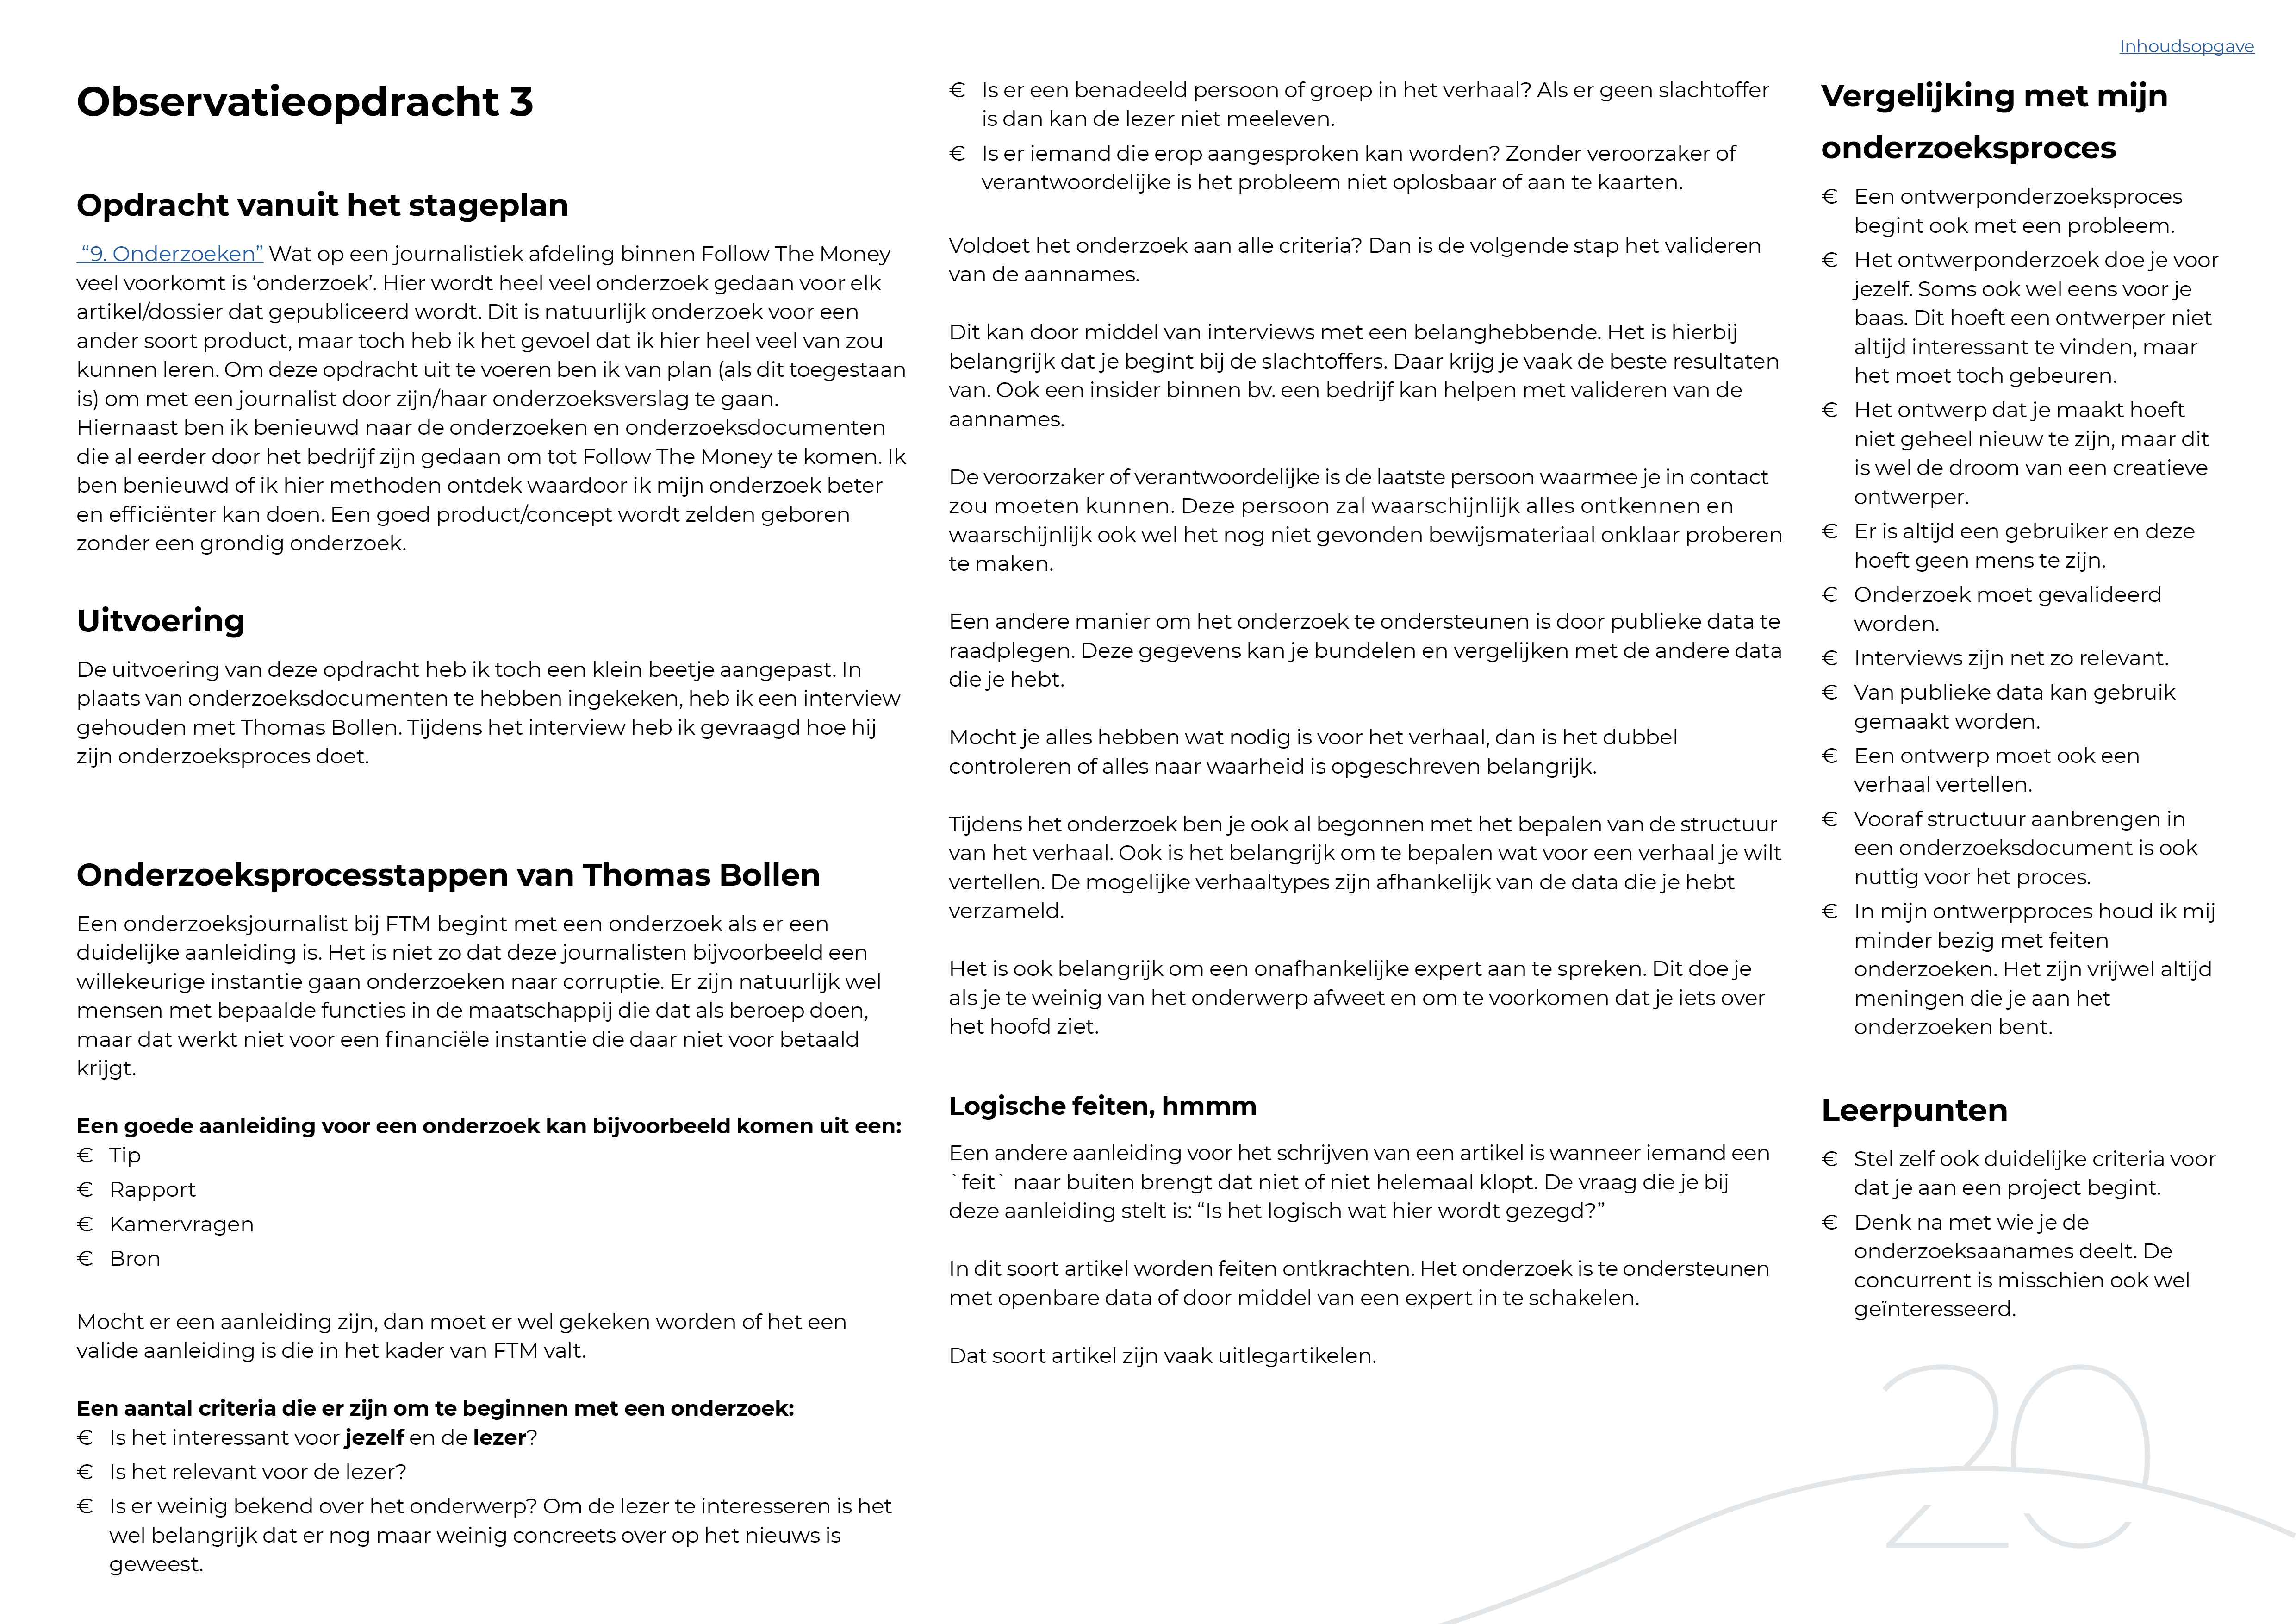 Inhoudsopgave
Observatieopdracht 3
Opdracht vanuit het stageplan
“9. Onderzoeken” Wat op een journalistiek afdeling binnen Follow The Money
veel voorkomt is ‘onderzoek’. Hier wordt heel veel onderzoek gedaan voor elk
artikel/dossier dat gepubliceerd wordt. Dit is natuurlijk onderzoek voor een
ander soort product, maar toch heb ik het gevoel dat ik hier heel veel van zou
kunnen leren. Om deze opdracht uit te voeren ben ik van plan (als dit toegestaan
is) om met een journalist door zijn/haar onderzoeksverslag te gaan.
Hiernaast ben ik benieuwd naar de onderzoeken en onderzoeksdocumenten
die al eerder door het bedrijf zijn gedaan om tot Follow The Money te komen. Ik
ben benieuwd of ik hier methoden ontdek waardoor ik mijn onderzoek beter
en efficiënter kan doen. Een goed product/concept wordt zelden geboren
zonder een grondig onderzoek.
Uitvoering
De uitvoering van deze opdracht heb ik toch een klein beetje aangepast. In
plaats van onderzoeksdocumenten te hebben ingekeken, heb ik een interview
gehouden met Thomas Bollen. Tijdens het interview heb ik gevraagd hoe hij
zijn onderzoeksproces doet.
Onderzoeksprocesstappen van Thomas Bollen
Een onderzoeksjournalist bij FTM begint met een onderzoek als er een
duidelijke aanleiding is. Het is niet zo dat deze journalisten bijvoorbeeld een
willekeurige instantie gaan onderzoeken naar corruptie. Er zijn natuurlijk wel
mensen met bepaalde functies in de maatschappij die dat als beroep doen,
maar dat werkt niet voor een financiële instantie die daar niet voor betaald
krijgt.
Een goede aanleiding voor een onderzoek kan bijvoorbeeld komen uit een:
€ Tip
€ Rapport
€ Kamervragen
€ Bron
Mocht er een aanleiding zijn, dan moet er wel gekeken worden of het een
valide aanleiding is die in het kader van FTM valt.
Een aantal criteria die er zijn om te beginnen met een onderzoek:
€ Is het interessant voor jezelf en de lezer?
€ Is het relevant voor de lezer?
€ Is er weinig bekend over het onderwerp? Om de lezer te interesseren is het
wel belangrijk dat er nog maar weinig concreets over op het nieuws is
geweest.
€ Is er een benadeeld persoon of groep in het verhaal? Als er geen slachtoffer
is dan kan de lezer niet meeleven.
€ Is er iemand die erop aangesproken kan worden? Zonder veroorzaker of
verantwoordelijke is het probleem niet oplosbaar of aan te kaarten.
Voldoet het onderzoek aan alle criteria? Dan is de volgende stap het valideren
van de aannames.
Dit kan door middel van interviews met een belanghebbende. Het is hierbij
belangrijk dat je begint bij de slachtoffers. Daar krijg je vaak de beste resultaten
van. Ook een insider binnen bv. een bedrijf kan helpen met valideren van de
aannames.
De veroorzaker of verantwoordelijke is de laatste persoon waarmee je in contact
zou moeten kunnen. Deze persoon zal waarschijnlijk alles ontkennen en
waarschijnlijk ook wel het nog niet gevonden bewijsmateriaal onklaar proberen
te maken.
Een andere manier om het onderzoek te ondersteunen is door publieke data te
raadplegen. Deze gegevens kan je bundelen en vergelijken met de andere data
die je hebt.
Mocht je alles hebben wat nodig is voor het verhaal, dan is het dubbel
controleren of alles naar waarheid is opgeschreven belangrijk.
Tijdens het onderzoek ben je ook al begonnen met het bepalen van de structuur
van het verhaal. Ook is het belangrijk om te bepalen wat voor een verhaal je wilt
vertellen. De mogelijke verhaaltypes zijn afhankelijk van de data die je hebt
verzameld.
Het is ook belangrijk om een onafhankelijke expert aan te spreken. Dit doe je
als je te weinig van het onderwerp afweet en om te voorkomen dat je iets over
het hoofd ziet.
Logische feiten, hmmm
Een andere aanleiding voor het schrijven van een artikel is wanneer iemand een
`feit` naar buiten brengt dat niet of niet helemaal klopt. De vraag die je bij
deze aanleiding stelt is: “Is het logisch wat hier wordt gezegd?”
In dit soort artikel worden feiten ontkrachten. Het onderzoek is te ondersteunen
met openbare data of door middel van een expert in te schakelen.
Dat soort artikel zijn vaak uitlegartikelen.
Vergelijking met mijn
onderzoeksproces
€ Een ontwerponderzoeksproces
begint ook met een probleem.
€ Het ontwerponderzoek doe je voor
jezelf. Soms ook wel eens voor je
baas. Dit hoeft een ontwerper niet
altijd interessant te vinden, maar
het moet toch gebeuren.
€ Het ontwerp dat je maakt hoeft
niet geheel nieuw te zijn, maar dit
is wel de droom van een creatieve
ontwerper.
€ Er is altijd een gebruiker en deze
hoeft geen mens te zijn.
€ Onderzoek moet gevalideerd
worden.
€ Interviews zijn net zo relevant.
€ Van publieke data kan gebruik
gemaakt worden.
€ Een ontwerp moet ook een
verhaal vertellen.
€ Vooraf structuur aanbrengen in
een onderzoeksdocument is ook
nuttig voor het proces.
€ In mijn ontwerpproces houd ik mij
minder bezig met feiten
onderzoeken. Het zijn vrijwel altijd
meningen die je aan het
onderzoeken bent.
Leerpunten
€ Stel zelf ook duidelijke criteria voor
dat je aan een project begint.
€ Denk na met wie je de
onderzoeksaanames deelt. De
concurrent is misschien ook wel
geïnteresseerd.
20